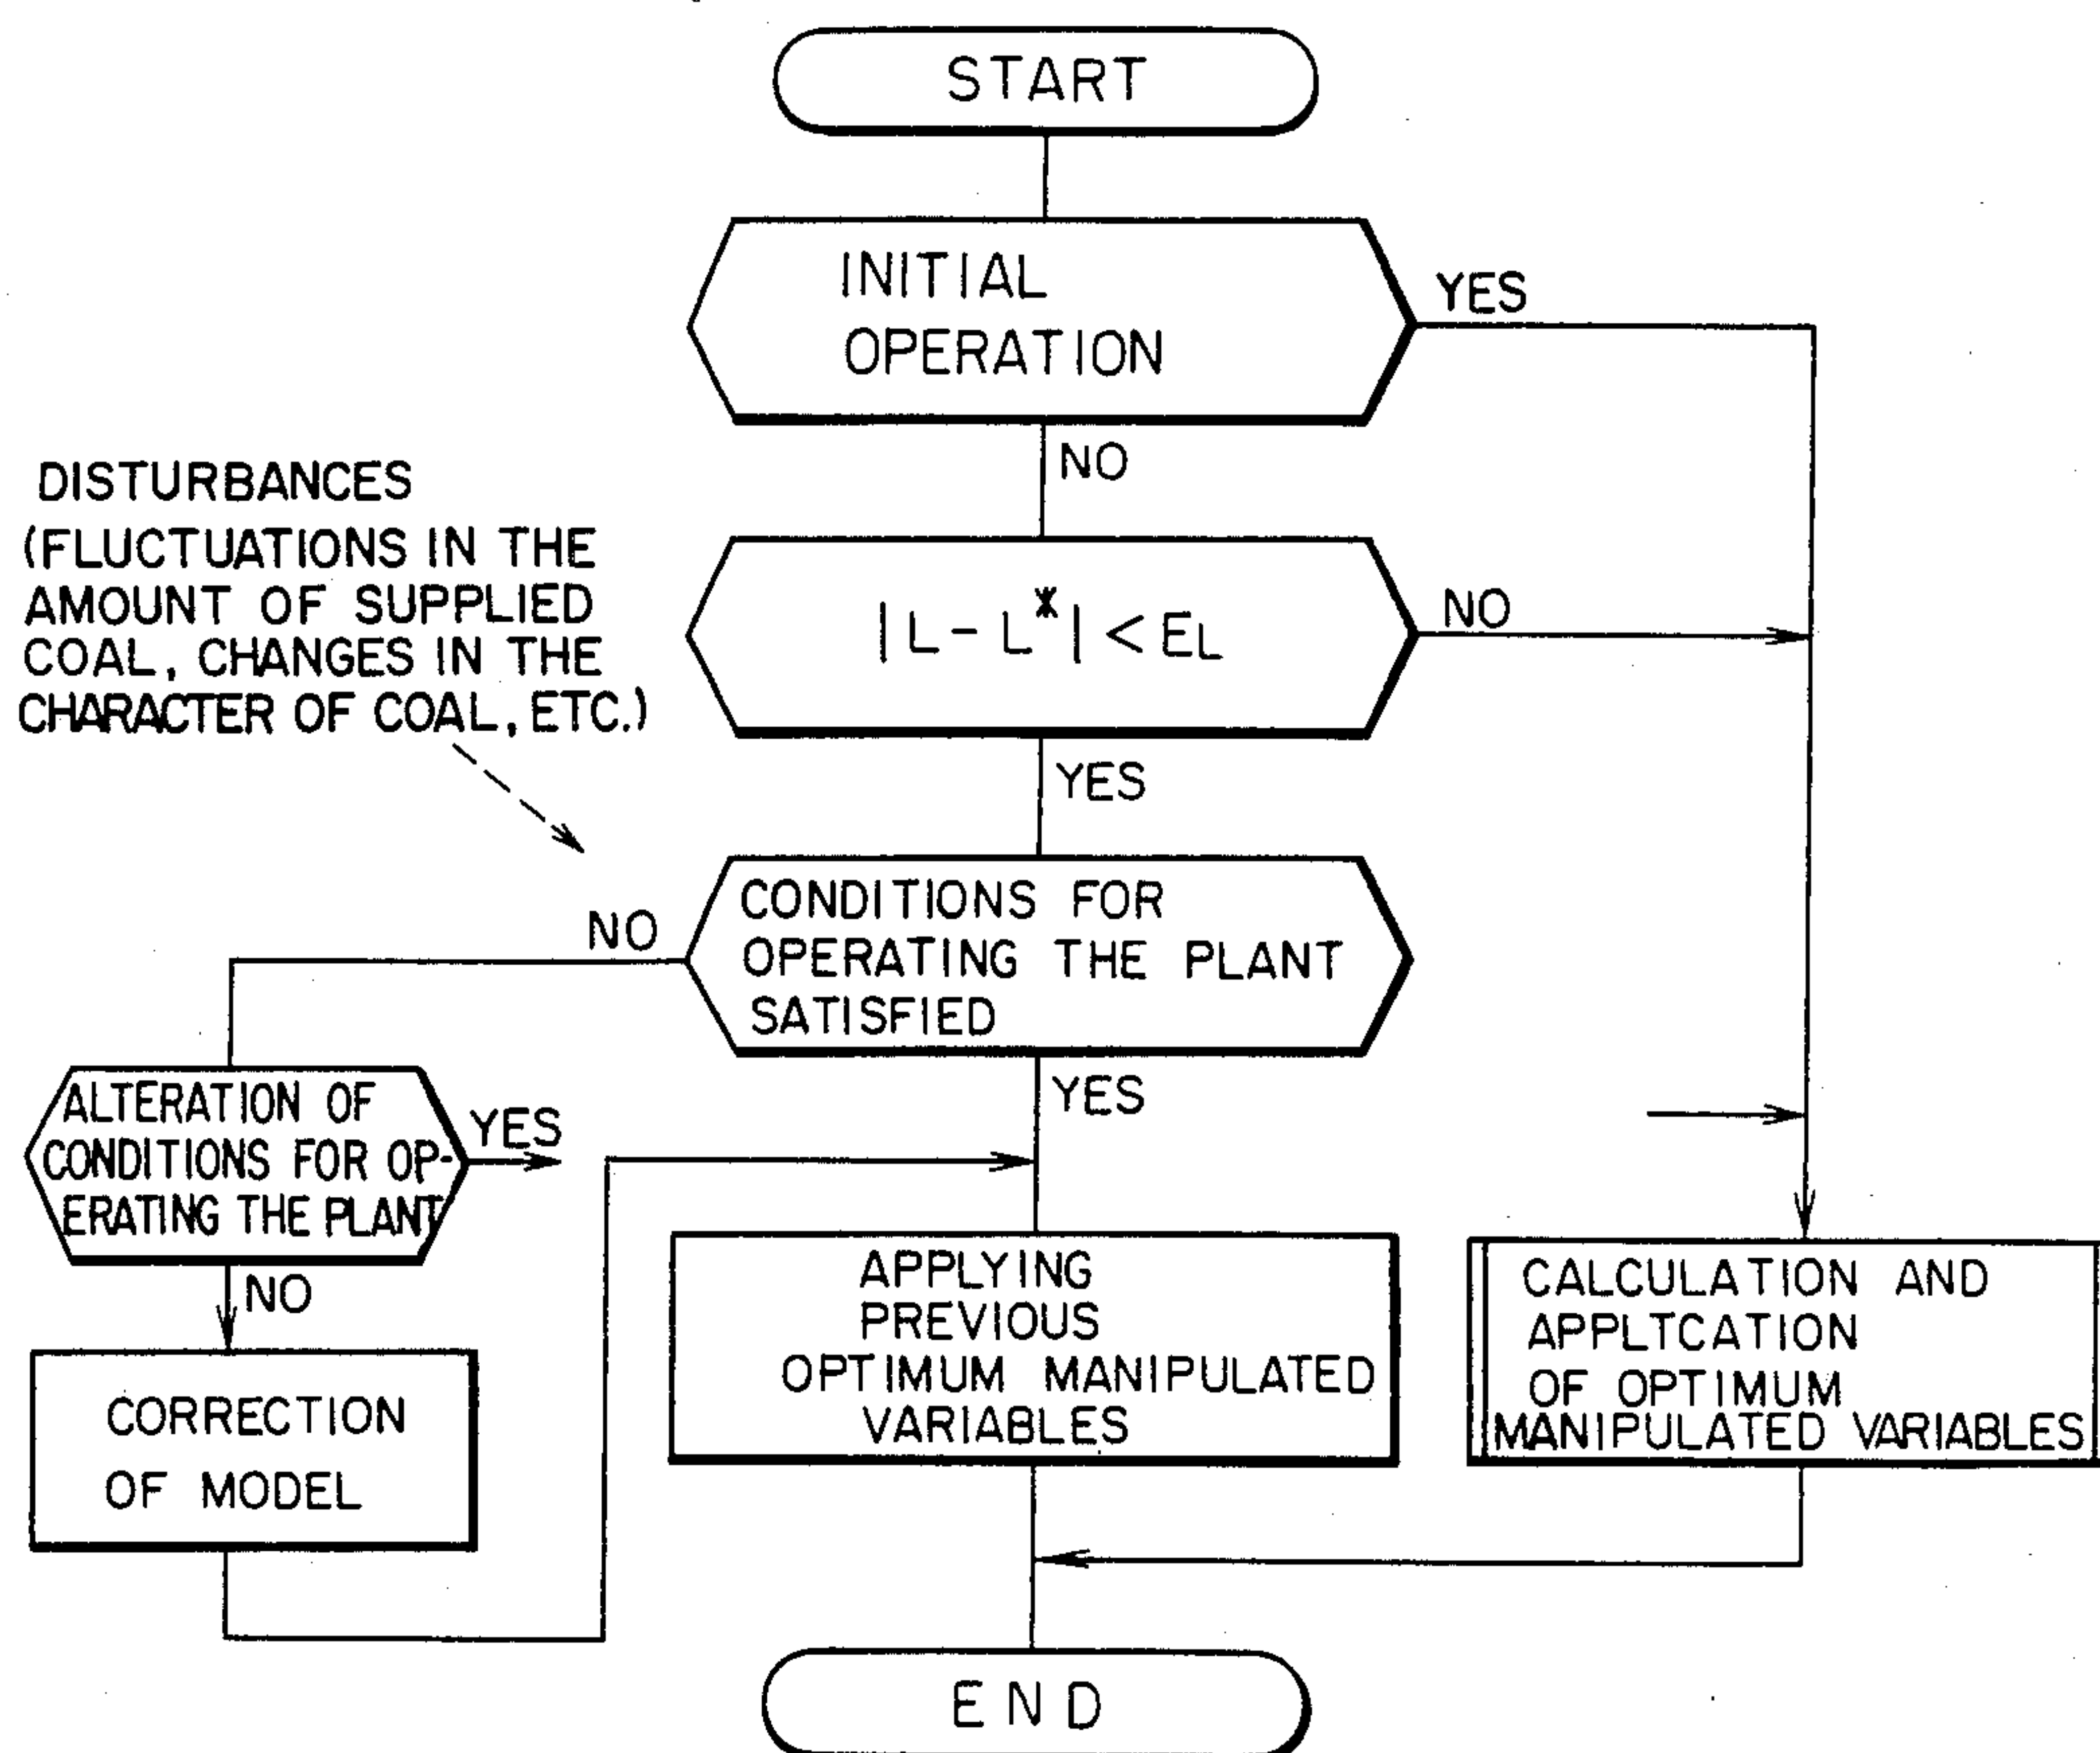 START
INITIAL
OPERATION
YES
NO
DISTURBANCES
(FLUCTUATIONS IN THE
AMOUNT OF SUPPLIED
COAL, CHANGES IN THE
CHARACTER OF COAL, ETC.)
|L - L*| < EL
NO
YES
CONDITIONS FOR
OPERATING THE PLANT
SATISFIED
NO
YES
ALTERATION OF
CONDITIONS FOR OP-
ERATING THE PLANT
YES
NO
CORRECTION
OF MODEL
APPLYING
PREVIOUS
OPTIMUM MANIPULATED
VARIABLES
CALCULATION AND
APPLTCATION
OF OPTIMUM
MANIPULATED VARIABLES
END